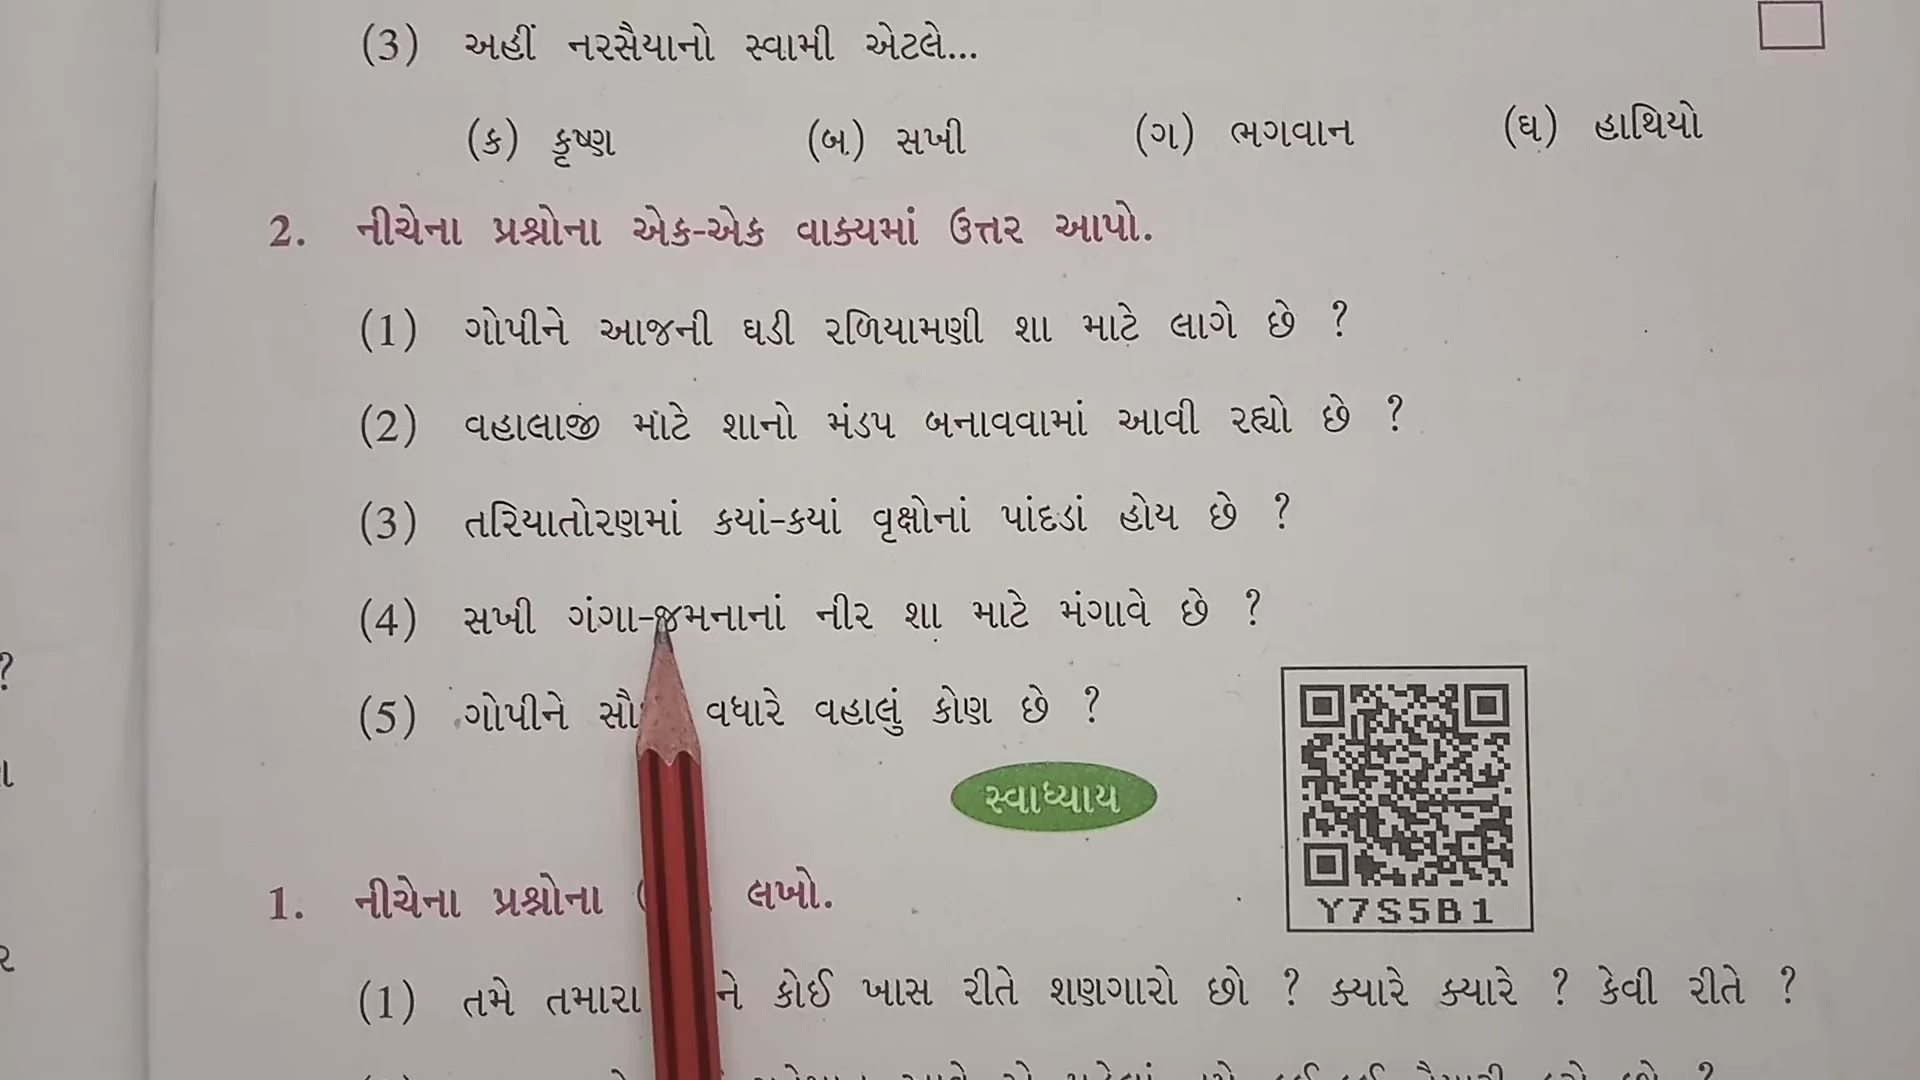 (3) અહીં નરસૈયાનો સ્વામી એટલે...
(ક) કૃષ્ણ (બ) સખી (ગ) ભગવાન (ઘ) હાથિયો
2. નીચેના પ્રશ્નોના એક-એક વાક્યમાં ઉત્તર આપો.
(1) ગોપીને આજની ઘડી રળિયામણી શા માટે લાગે છે ?
(2) વહાલાજી માટે શાનો મંડપ બનાવવામાં આવી રહ્યો છે ?
(3) તરિયાતોરણમાં કયાં-કયાં વૃક્ષોનાં પાંદડાં હોય છે ?
(4) સખી ગંગા-જમનાનાં નીર શા માટે મંગાવે છે ?
(5) ગોપીને વધારે વહાલું કોણ છે ?
સ્વાધ્યાય
Y7S5B1
1. નીચેના પ્રશ્નોના લખો.
(1) તમે તમારા કોઈ ખાસ રીતે શણગારો છો ? ક્યારે ક્યારે ? કેવી રીતે ?